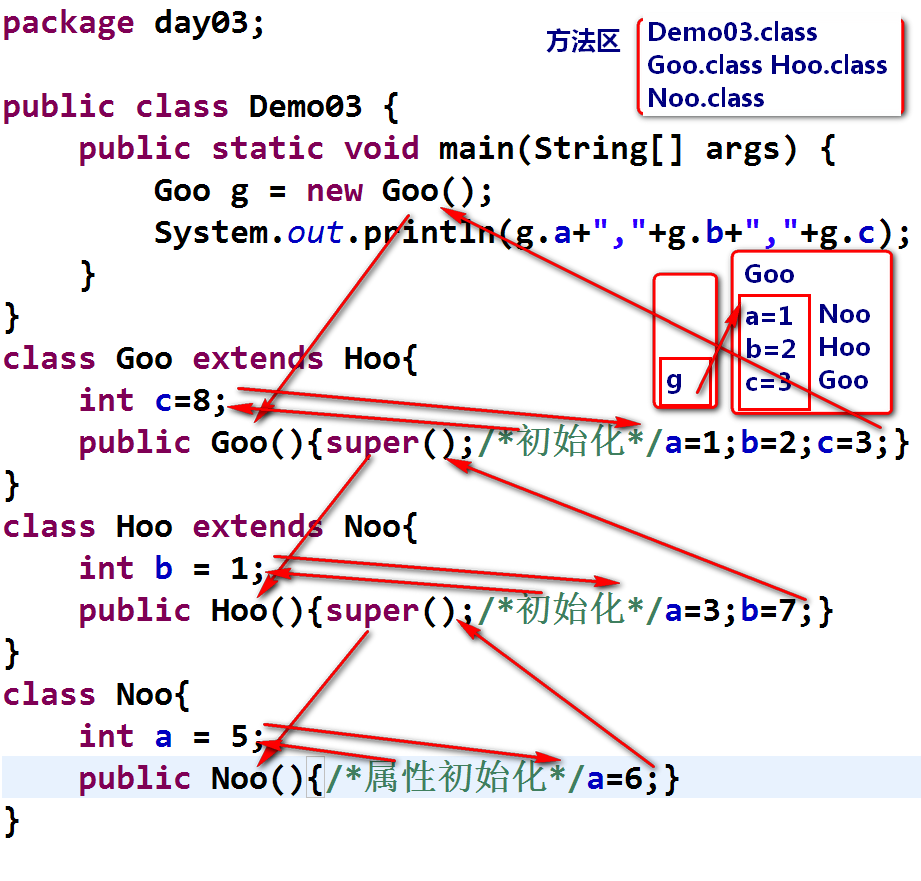 package day03;
方法区
Demo03.class
Goo.class Hoo.class
Noo.class
public class Demo03 {
public static void main(String[] args) {
Goo g = new Goo();
System.out.println(g.a+","+g.b+","+g.c);
}
}
g
Goo
a=1 Noo
b=2 Hoo
c=3 Goo
class Goo extends Hoo{
int c=8;
public Goo(){super();/*初始化*/a=1;b=2;c=3;}
}
class Hoo extends Noo{
int b = 1;
public Hoo(){super();/*初始化*/a=3;b=7;}
}
class Noo{
int a = 5;
public Noo(){/*属性初始化*/a=6;}
}